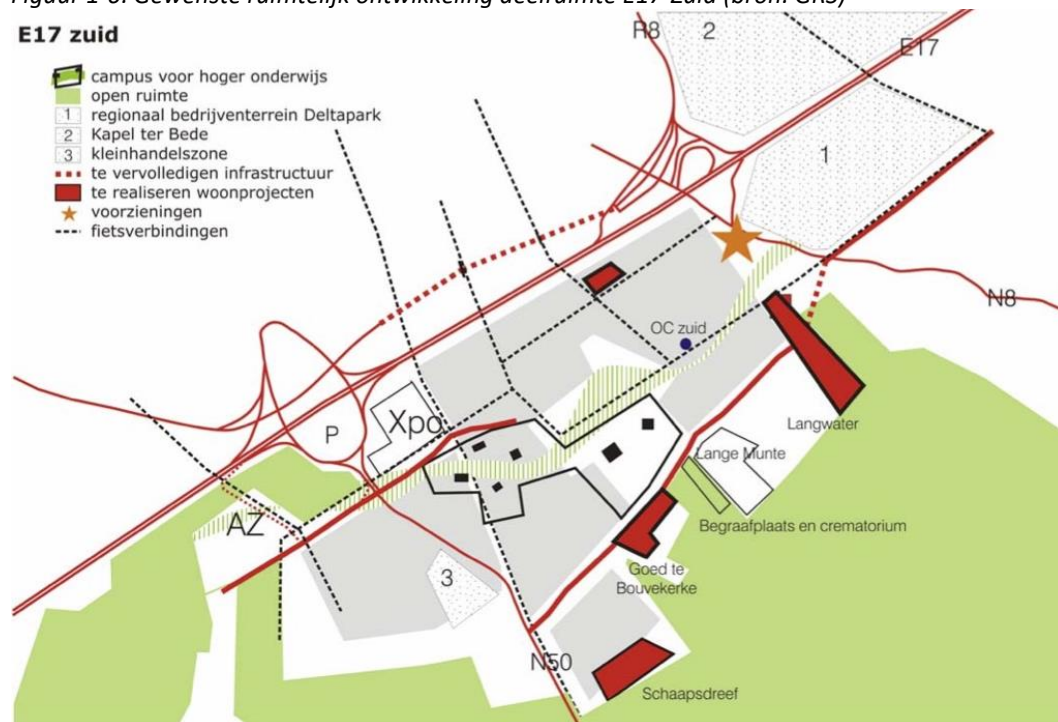 Figuur 1-6: Gewenste ruimtelijk ontwikkeling deelruimte E17 Zuid (bron: GRS)
E17 zuid
campus voor hoger onderwijs
open ruimte
1 regionaal bedrijventerrein Deltapark
2 Kapel ter Bede
3 kleinhandelszone
te vervolledigen infrastructuur
te realiseren woonprojecten
voorzieningen
fietsverbindingen
R8
2
E17
1
N8
OC zuid
Langwater
P
Xpo
Lange Munte
AZ
Begraafplaats en crematorium
3
Goed te
Bouvekerke
N50
Schaapsdreef